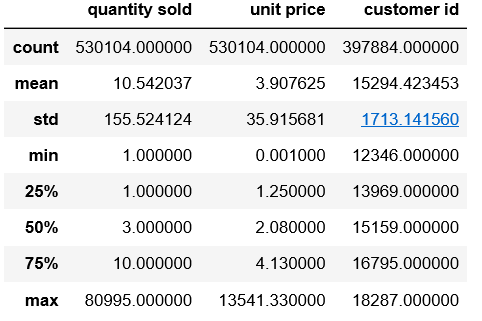 quantity sold unit price customer id
count 530104.000000 530104.000000 397884.000000
mean 10.542037 3.907625 15294.423453
std 155.524124 35.915681 1713.141560
min 1.000000 0.001000 12346.000000
25% 1.000000 1.250000 13969.000000
50% 3.000000 2.080000 15159.000000
75% 10.000000 4.130000 16795.000000
max 80995.000000 13541.330000 18287.000000